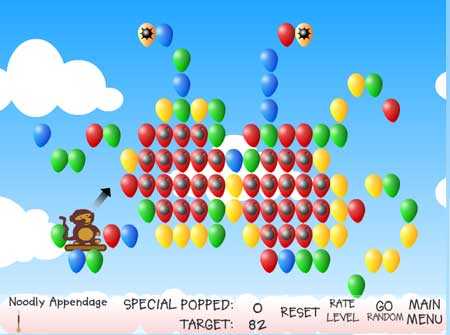 Noodly Appendage
SPECIAL POPPED: 0
TARGET: 82
RESET
RATE
LEVEL
GO
RANDOM
MAIN
MENU